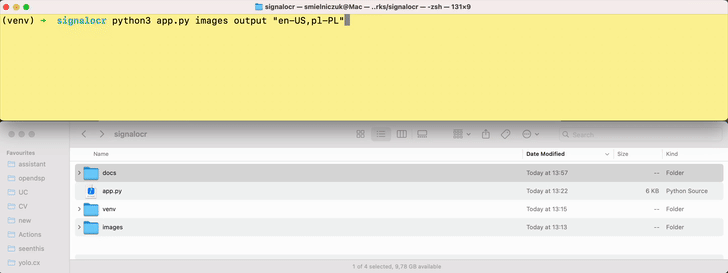 signalocr — smielniczuk@Mac — ..rks/signalocr — -zsh — 131×9
(venv) ➜ signalocr python3 app.py images output "en-US,pl-PL"
signalocr
Search
Favourites
assistant
opendsp
UC
CV
new
Actions
seenthis
yolo.cx
Name Date Modified Size Kind
docs Today at 13:57 -- Folder
app.py Today at 13:22 6 KB Python Source
venv Today at 13:15 -- Folder
images Today at 13:13 -- Folder
1 of 4 selected, 9,78 GB available